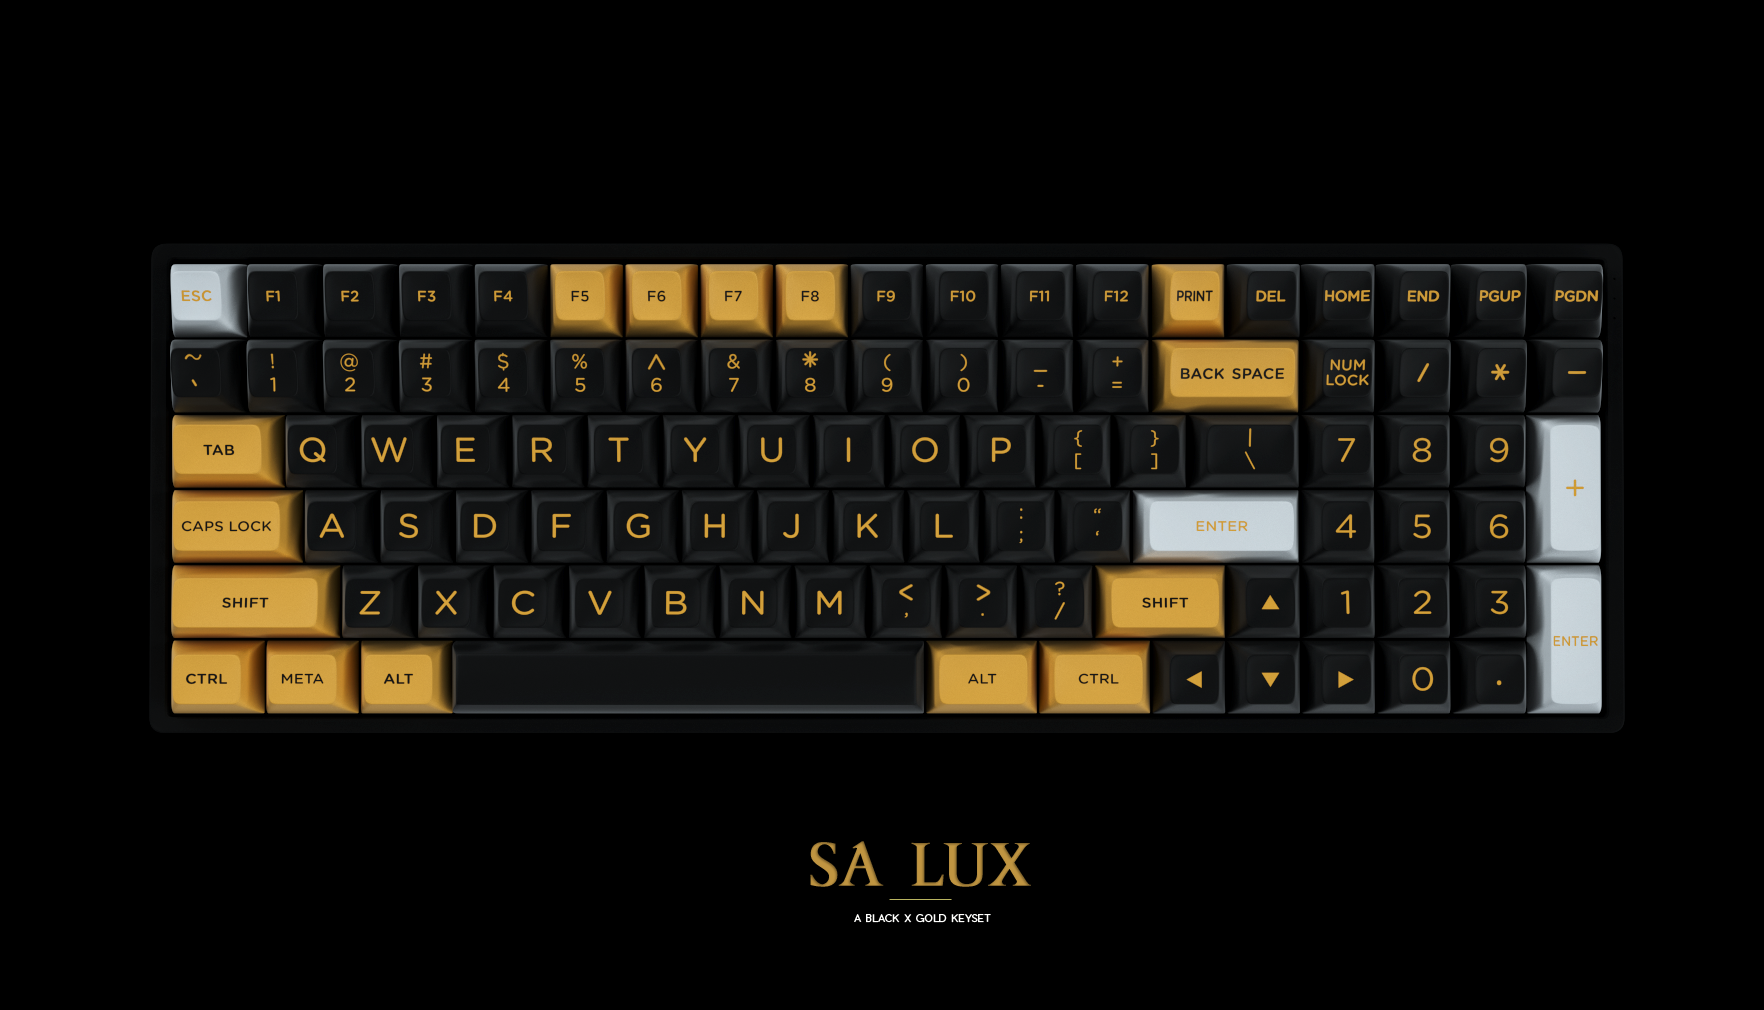 ESC F1 F2 F3 F4 F5 F6 F7 F8 F9 F10 F11 F12 PRINT DEL HOME END PGUP PGDN
~ ! @ # $ % ^ & * ( ) _ + BACK SPACE NUM LOCK / * −
` 1 2 3 4 5 6 7 8 9 0 - =
TAB Q W E R T Y U I O P { } | 7 8 9 +
[ ] \
CAPS LOCK A S D F G H J K L : “ ENTER 4 5 6
; ‘
SHIFT Z X C V B N M < > ? SHIFT ▲ 1 2 3 ENTER
, . /
CTRL META ALT ALT CTRL ◀ ▼ ▶ 0 .
SA LUX
A BLACK X GOLD KEYSET